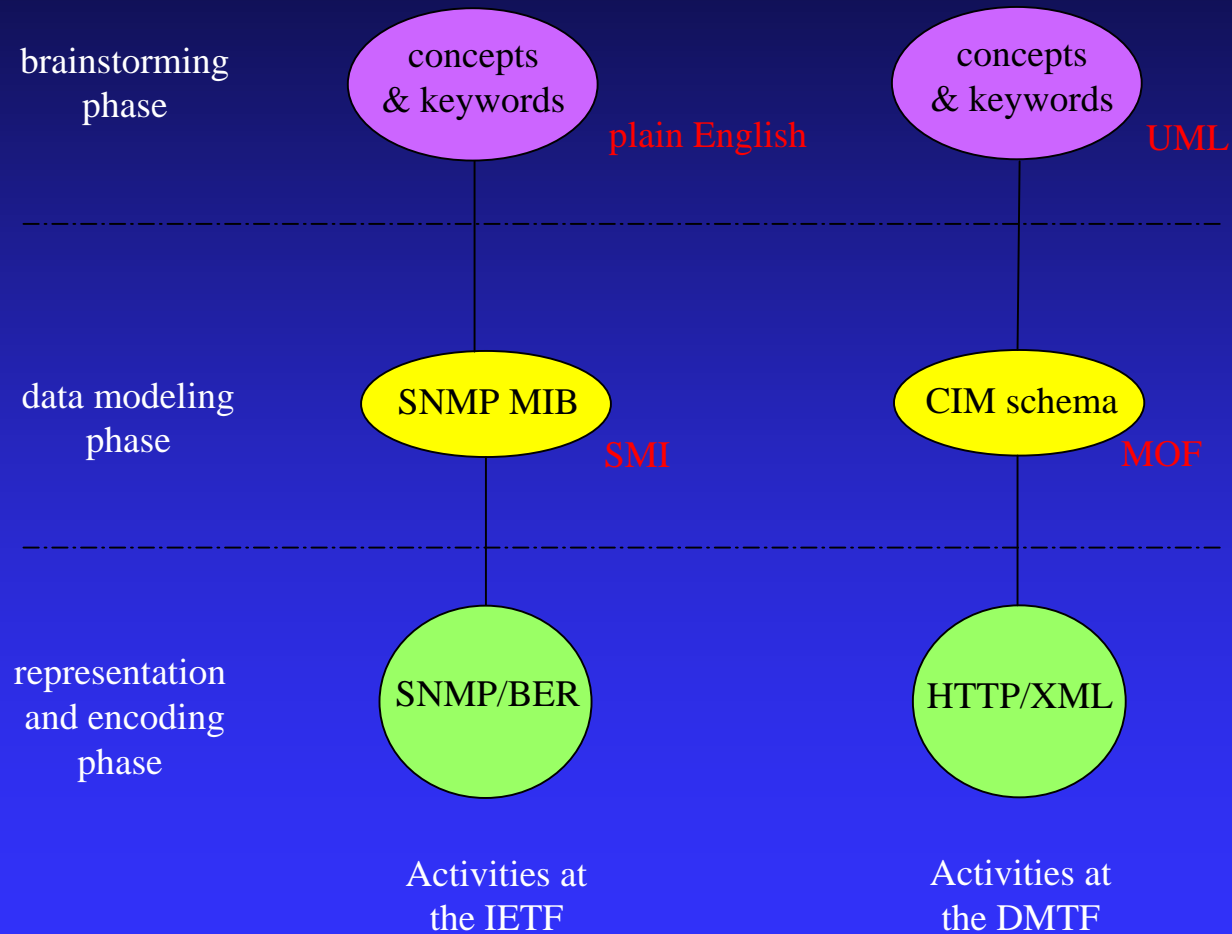 brainstorming
phase
concepts
& keywords
plain English
concepts
& keywords
UML
data modeling
phase
SNMP MIB
SMI
CIM schema
MOF
representation
and encoding
phase
SNMP/BER
HTTP/XML
Activities at
the IETF
Activities at
the DMTF